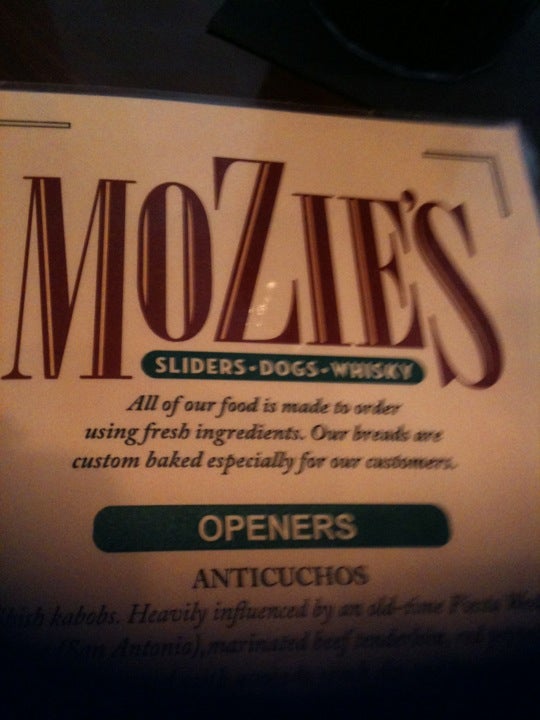 MOZIE'S
SLIDERS-DOGS-WHISKY
All of our food is made to order
using fresh ingredients. Our breads are
custom baked especially for our customers.
OPENERS
ANTICUCHOS
kabobs. Heavily influenced by an old-time Fiesta
(San Antonio), marinated beef tenderloin, red